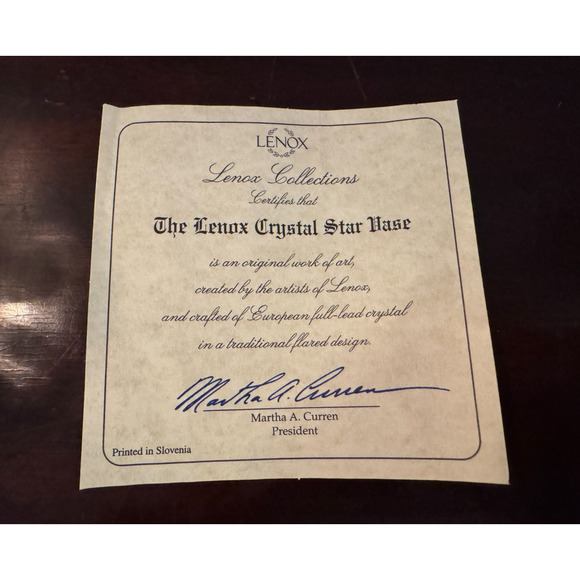 LENOX
Lenox Collections
Certifies that
The Lenox Crystal Star Vase
is an original work of art,
created by the artists of Lenox,
and crafted of European full-lead crystal
in a traditional flared design.
Martha A. Curren
Martha A. Curren
President
Printed in Slovenia